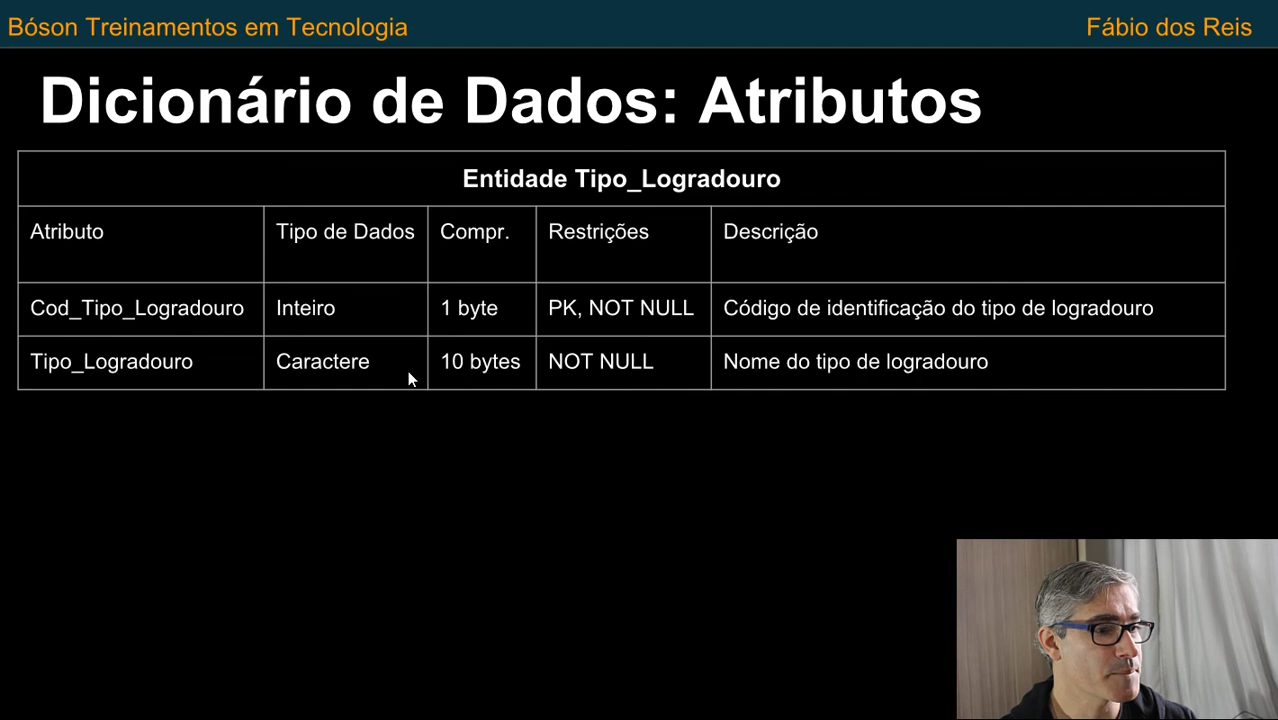 Bóson Treinamentos em Tecnologia
Fábio dos Reis
Dicionário de Dados: Atributos
Entidade Tipo_Logradouro
Atributo Tipo de Dados Compr. Restrições Descrição
Cod_Tipo_Logradouro Inteiro 1 byte PK, NOT NULL Código de identificação do tipo de logradouro
Tipo_Logradouro Caractere 10 bytes NOT NULL Nome do tipo de logradouro